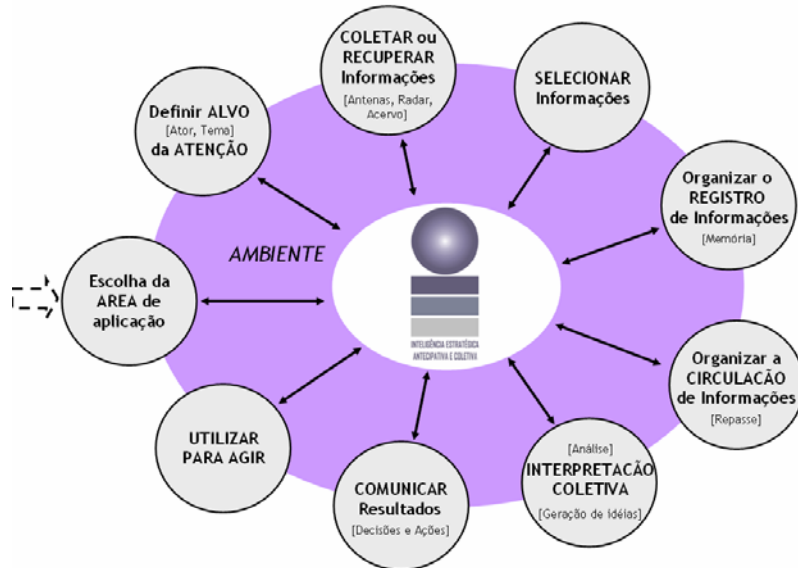 COLETAR ou
RECUPERAR
Informações
[Antenas, Radar,
Acervo]
SELECIONAR
Informações
Definir ALVO
[Ator, Tema]
da ATENÇÃO
Organizar o
REGISTRO
de Informações
[Memória]
AMBIENTE
Escolha da
AREA de
aplicação
INTELIGÊNCIA ESTRATÉGICA
ANTECIPATIVA E COLETIVA
Organizar a
CIRCULACÃO
de Informações
[Repasse]
UTILIZAR
PARA AGIR
COMUNICAR
Resultados
[Decisões e Ações]
[Análise]
INTERPRETACÃO
COLETIVA
[Geração de idéias]